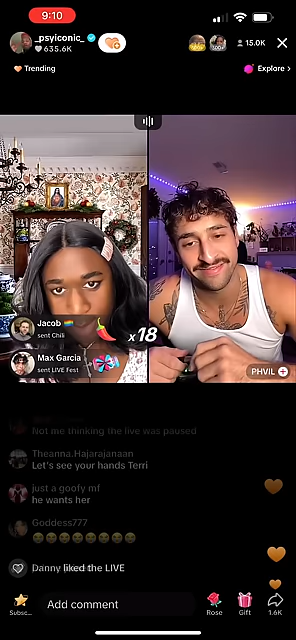 9:10
_psyiconic_
635.6K
15.0K
Trending
Explore >
Jacob 🏳️‍🌈
sent Chili
x18
Max Garcia
sent LIVE Fest
PHVIL
Not me thinking the live was paused
Theanna.Hajarajanaan
Let's see your hands Terri
just a goofy mf
he wants her
Goddess777
😭😭😭😭😭😭😭😭
Danny liked the LIVE
Subsc...
Add comment
Rose
Gift
1.6K